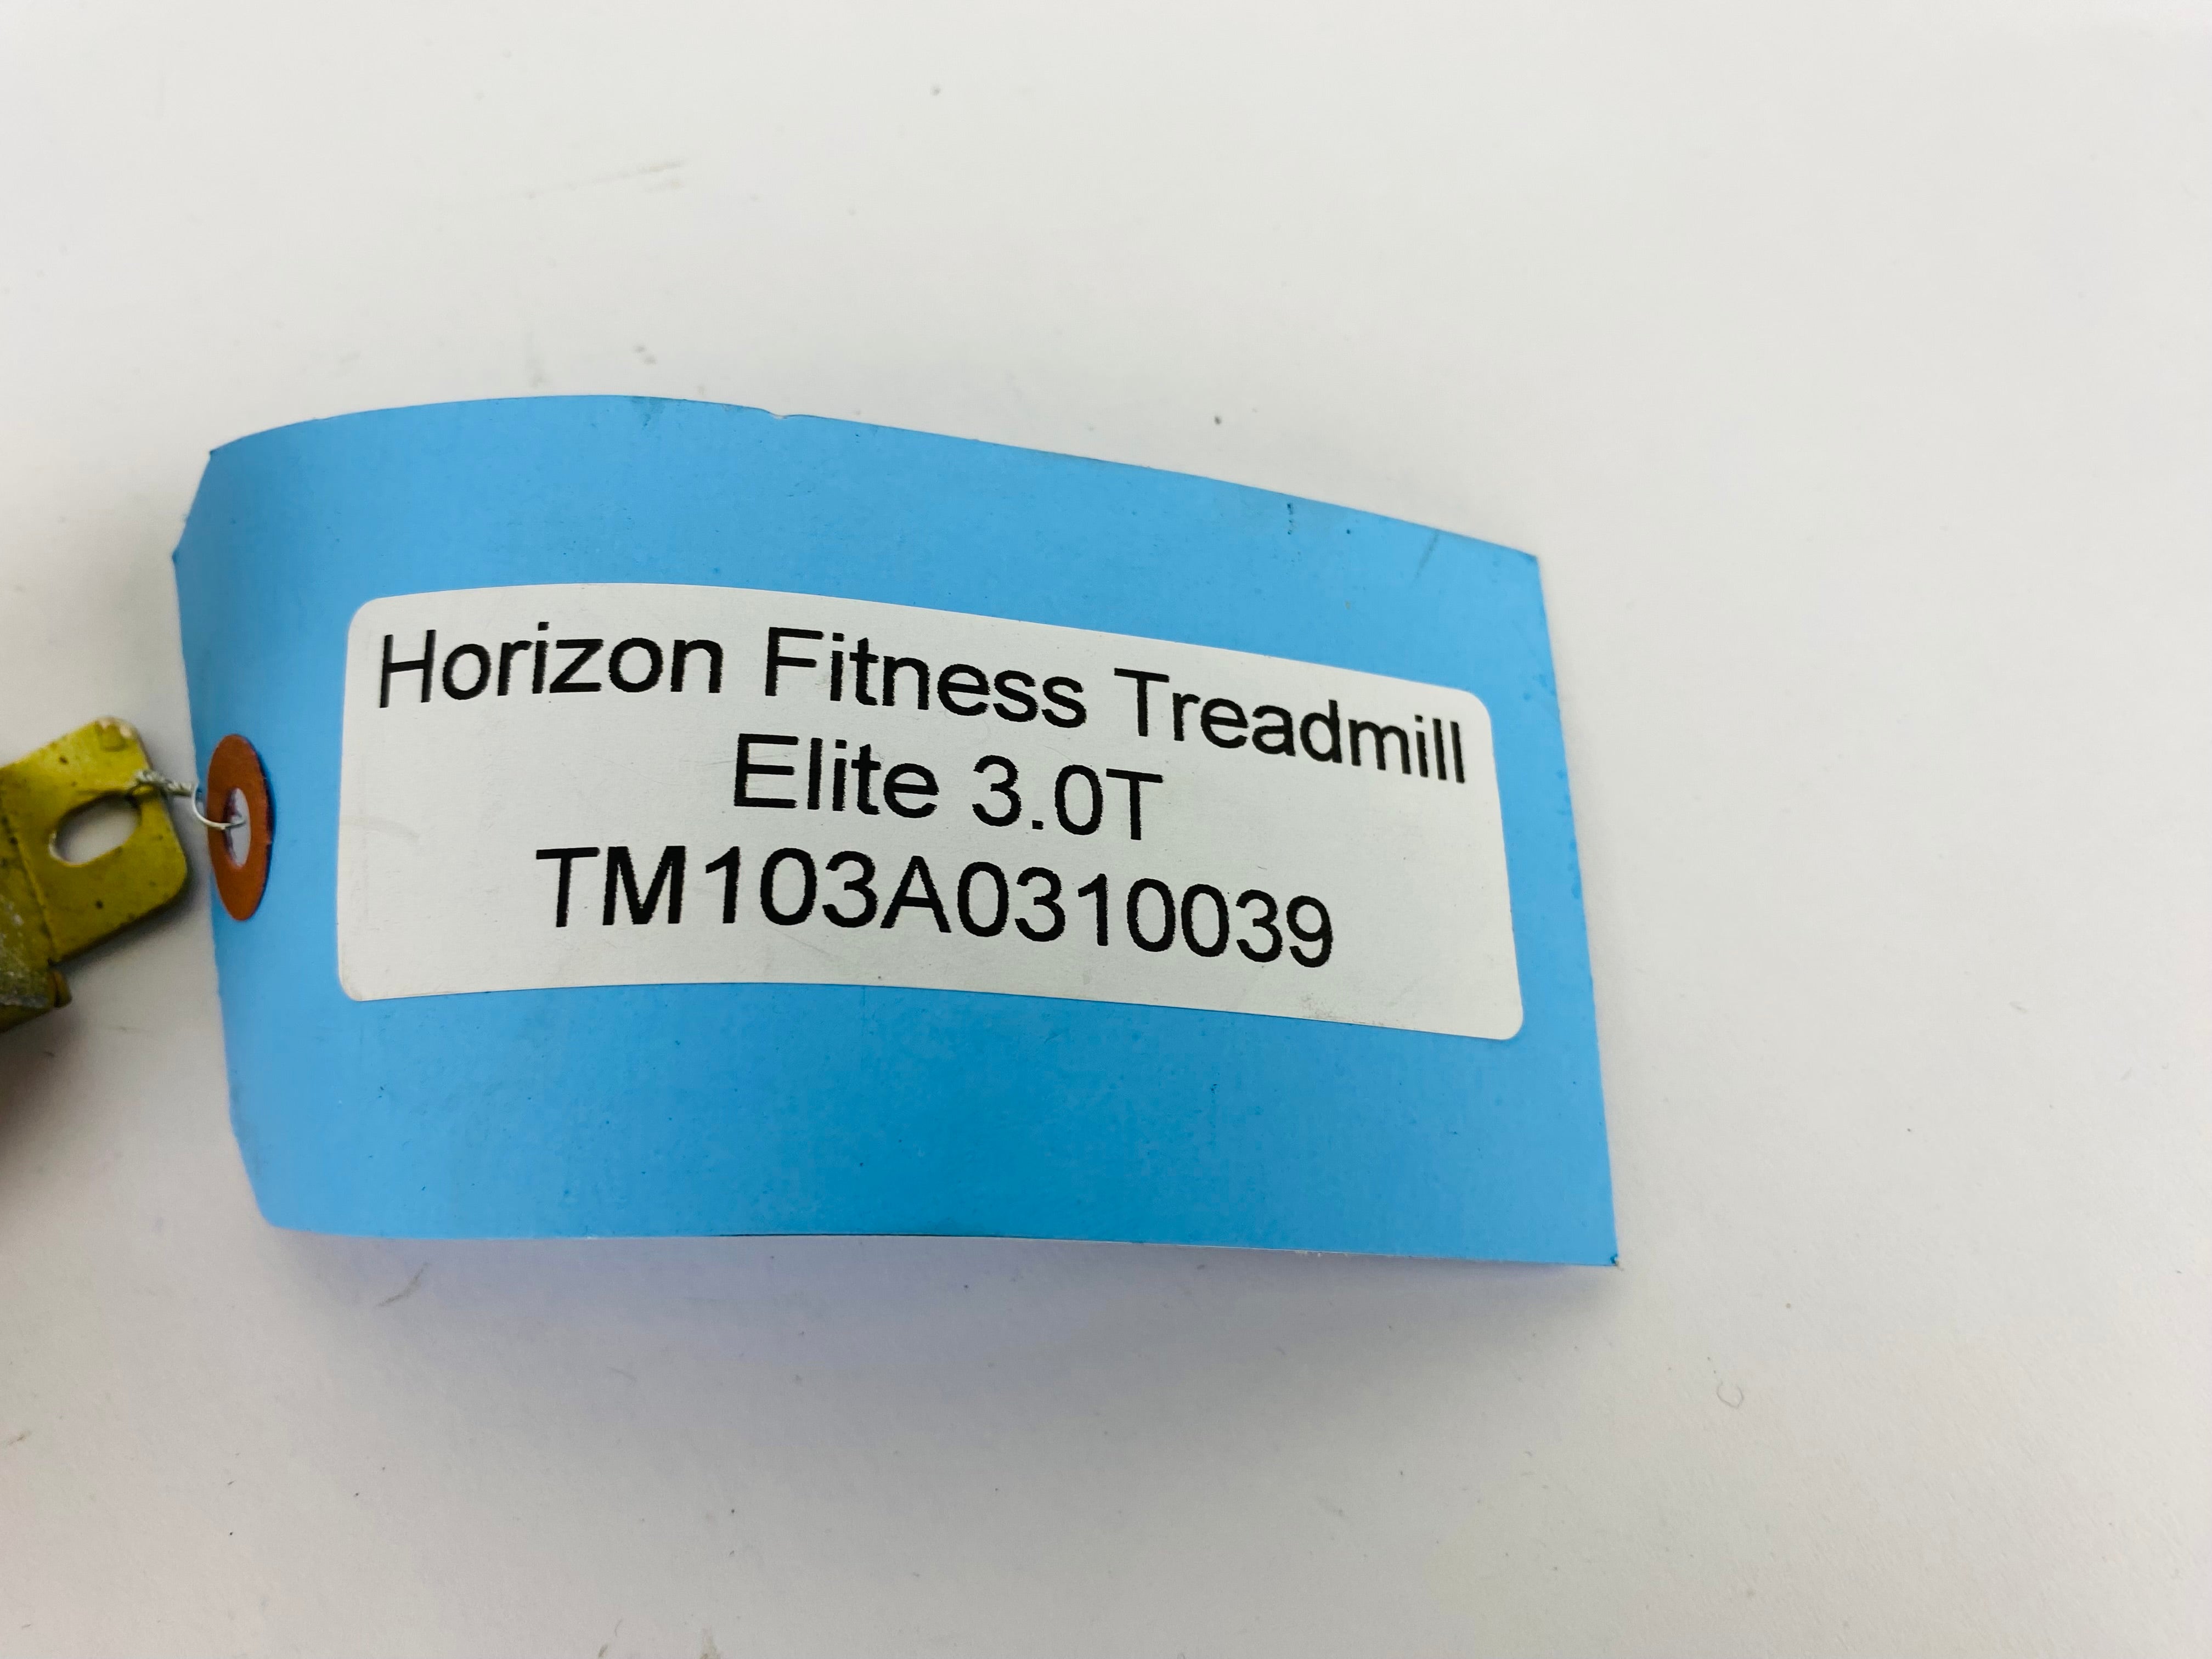 Horizon Fitness Treadmill
Elite 3.0T
TM103A0310039